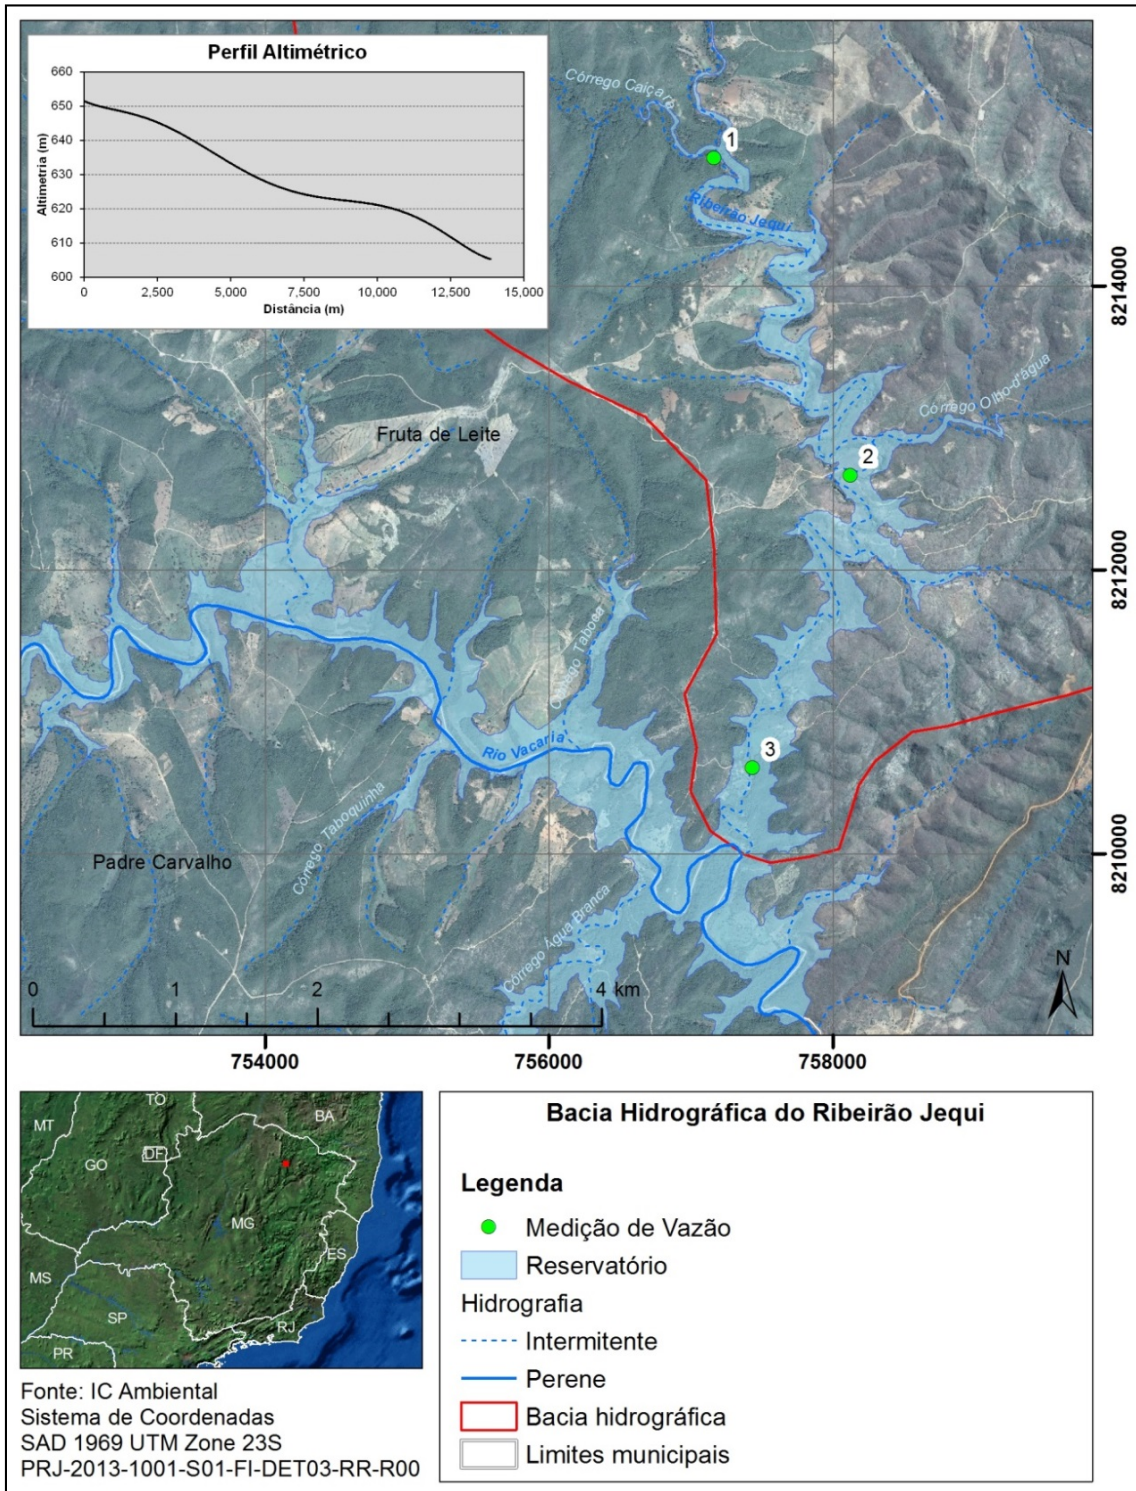 Perfil Altimétrico
660
650
640
630
620
610
600
Altimetria (m)
0 2,500 5,000 7,500 10,000 12,500 15,000
Distância (m)
Córrego Caiçara
1
Ribeirão Jequi
8214000
Córrego Olho-d'água
Fruta de Leite
2
8212000
Córrego Taboca
Rio Vacaria
3
Córrego Taboquinha
Padre Carvalho
8210000
Córrego Água Branca
N
0 1 2 4 km
754000 756000 758000
TO
BA
MT
DF
GO
MG
ES
MS
SP
RJ
PR
Bacia Hidrográfica do Ribeirão Jequi
Legenda
Medição de Vazão
Reservatório
Hidrografia
Intermitente
Perene
Bacia hidrográfica
Limites municipais
Fonte: IC Ambiental
Sistema de Coordenadas
SAD 1969 UTM Zone 23S
PRJ-2013-1001-S01-FI-DET03-RR-R00